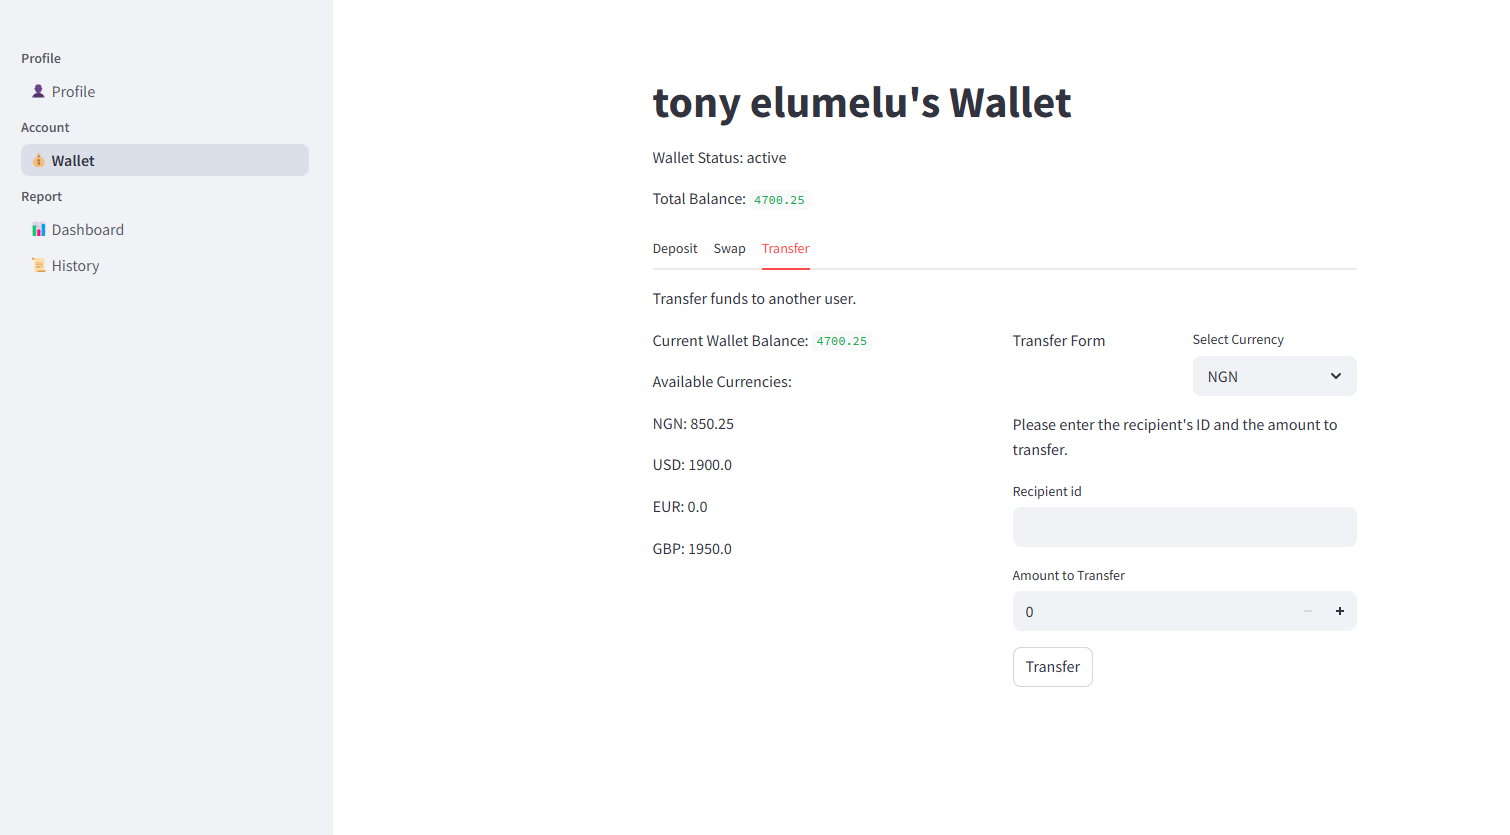 Profile
Profile
Account
Wallet
Report
Dashboard
History
tony elumelu's Wallet
Wallet Status: active
Total Balance: 4700.25
Deposit Swap Transfer
Transfer funds to another user.
Current Wallet Balance: 4700.25
Available Currencies:
NGN: 850.25
USD: 1900.0
EUR: 0.0
GBP: 1950.0
Transfer Form
Select Currency
NGN
Please enter the recipient's ID and the amount to
transfer.
Recipient id
Amount to Transfer
0
Transfer